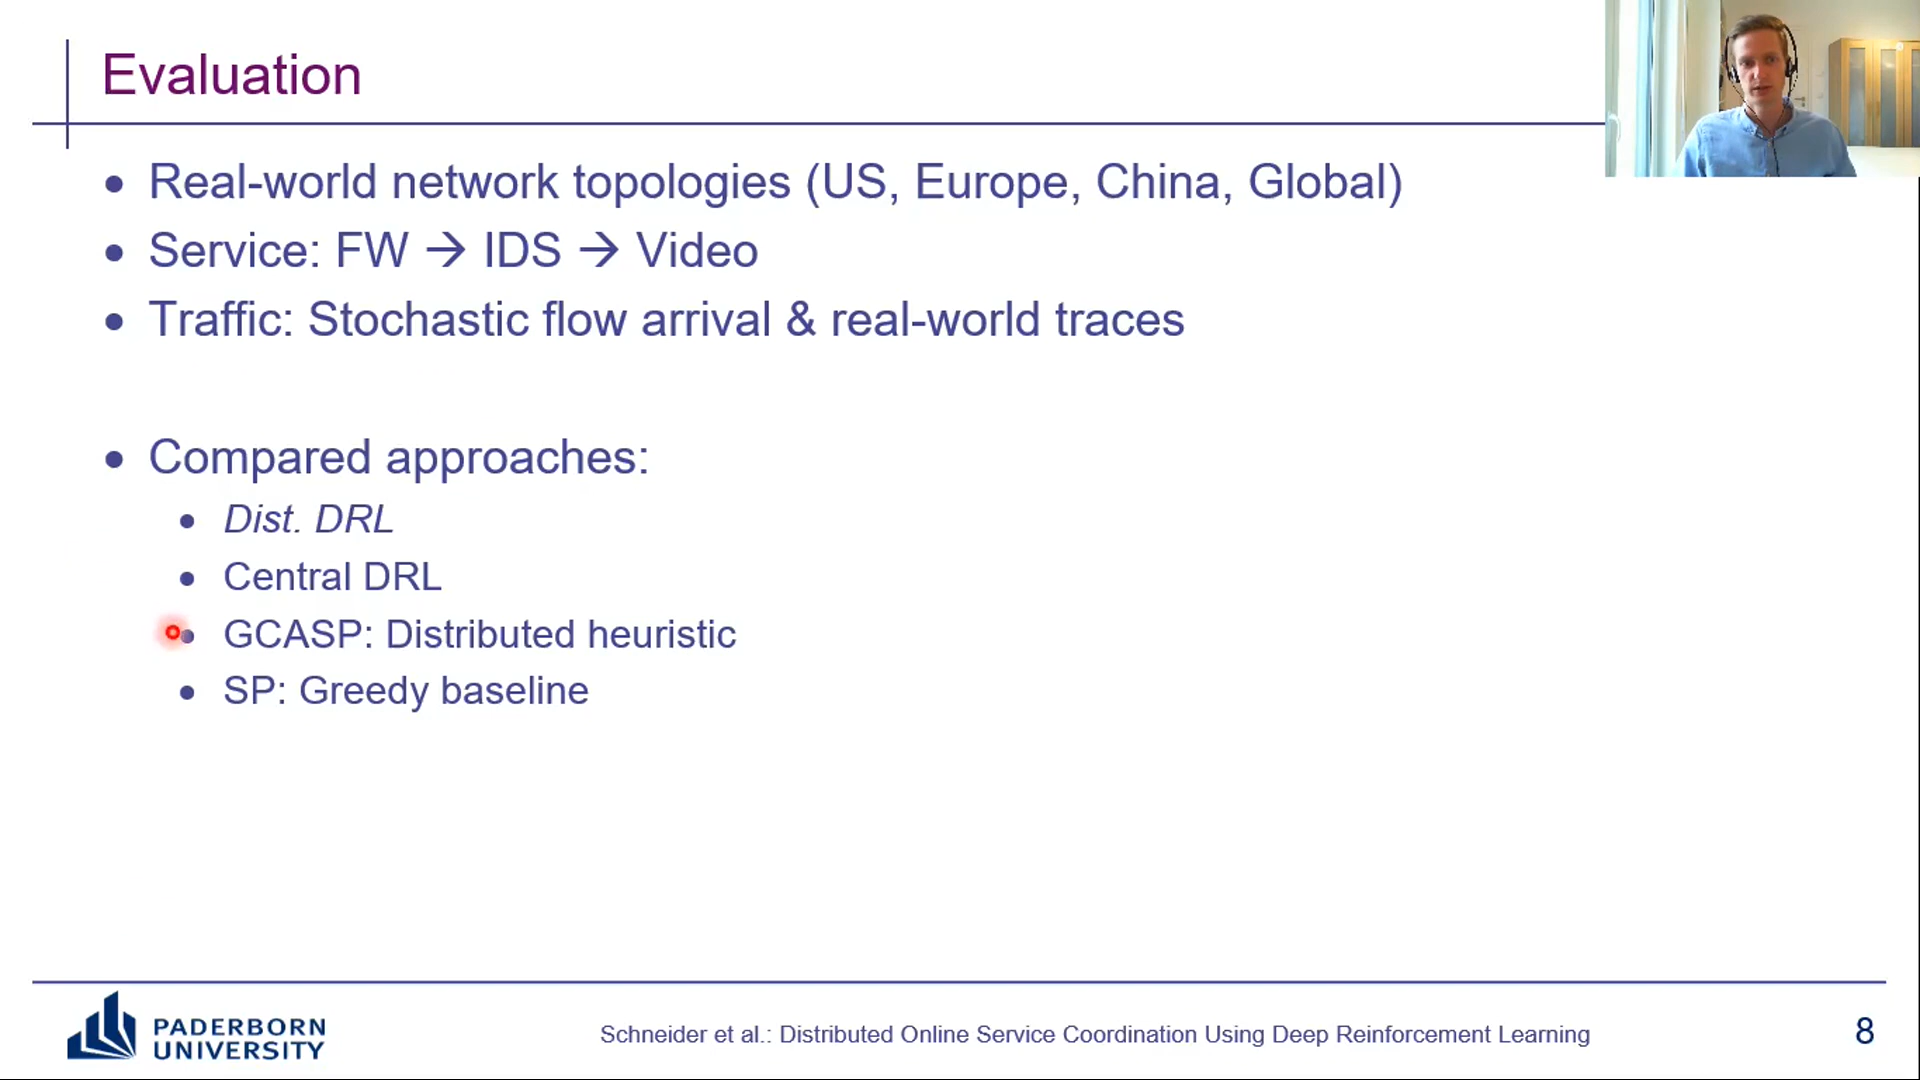 Evaluation
• Real-world network topologies (US, Europe, China, Global)
• Service: FW → IDS → Video
• Traffic: Stochastic flow arrival & real-world traces
• Compared approaches:
• Dist. DRL
• Central DRL
• GCASP: Distributed heuristic
• SP: Greedy baseline
PADERBORN
UNIVERSITY
Schneider et al.: Distributed Online Service Coordination Using Deep Reinforcement Learning
8